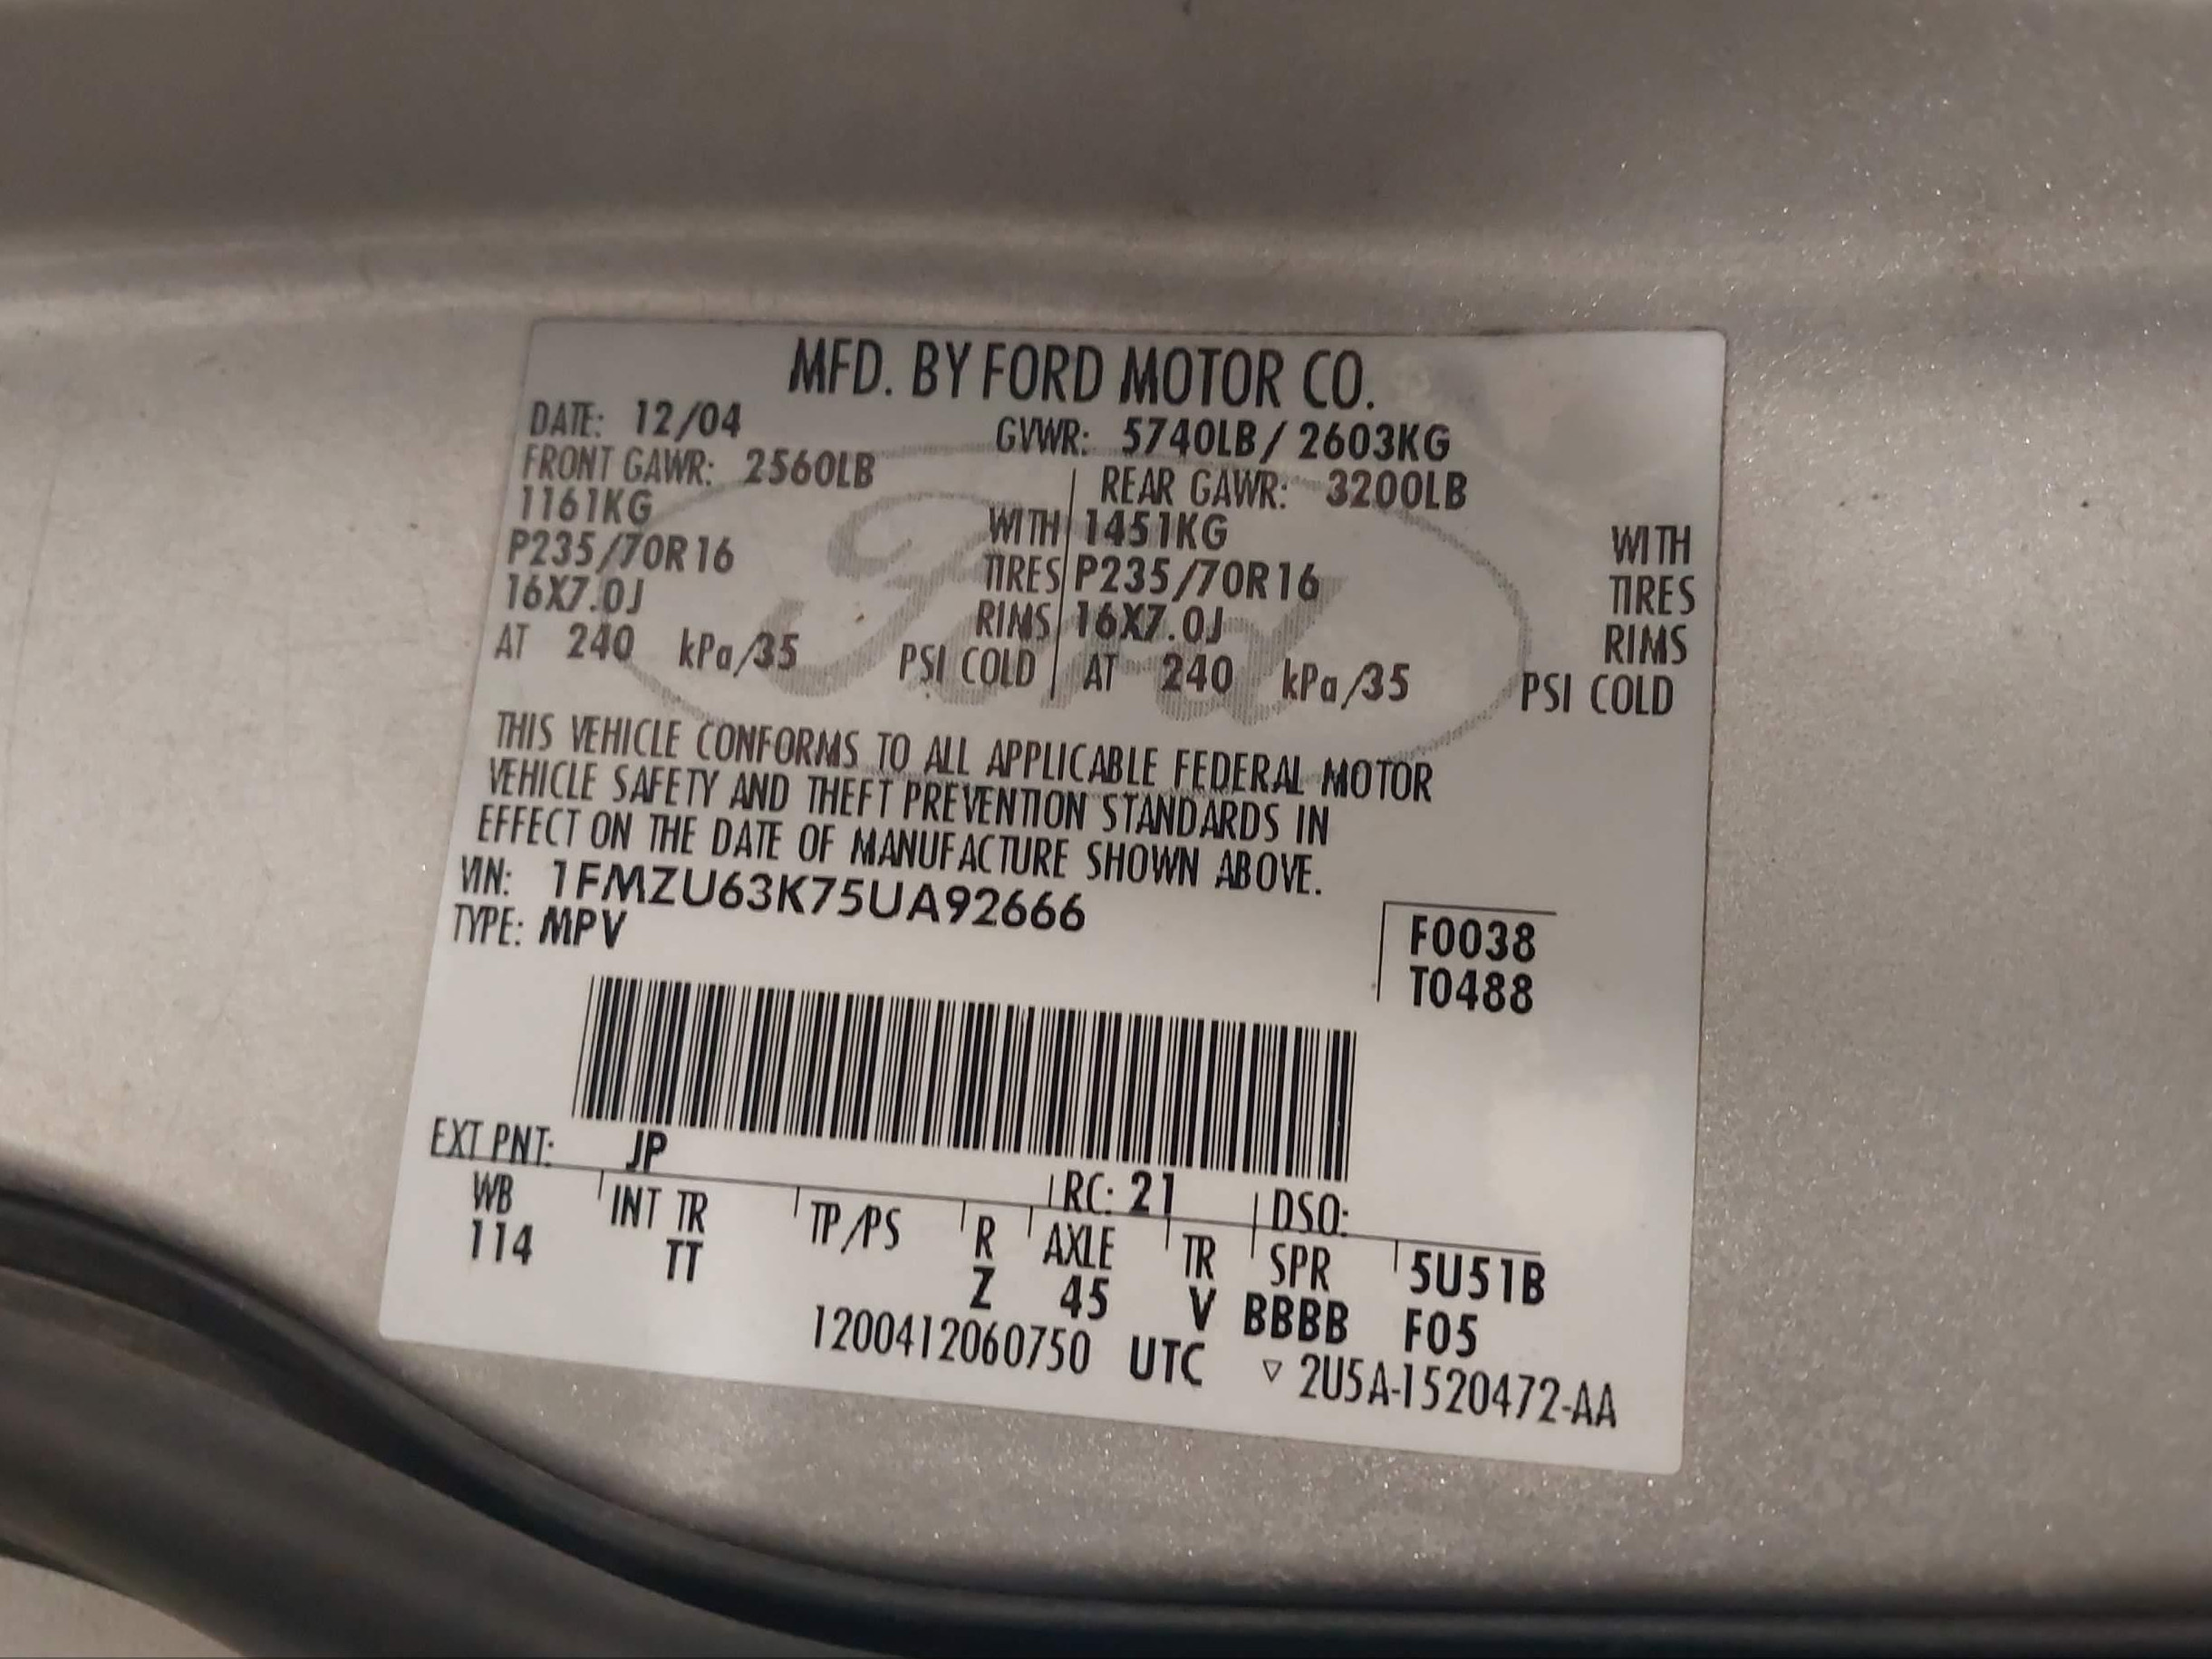 MFD. BY FORD MOTOR CO.
DATE: 12/04 GVWR: 5740LB/ 2603KG
FRONT GAWR: 2560LB REAR GAWR: 3200LB
1161KG WITH 1451KG WITH
P235/70R16 TIRES P235/70R16 TIRES
16X7.0J RIMS 16X7.0J RIMS
AT 240 kPa/35 PSI COLD AT 240 kPa/35 PSI COLD
Ford
THIS VEHICLE CONFORMS TO ALL APPLICABLE FEDERAL MOTOR
VEHICLE SAFETY AND THEFT PREVENTION STANDARDS IN
EFFECT ON THE DATE OF MANUFACTURE SHOWN ABOVE.
VIN: 1FMZU63K75UA92666
TYPE: MPV
F0038
T0488
EXT PNT: JP RC: 21 DSO:
WB INT TR TP/PS R AXLE TR SPR 5U51B
114 TT Z 45 V BBBB F05
1200412060750 UTC ▽ 2U5A-1520472-AA